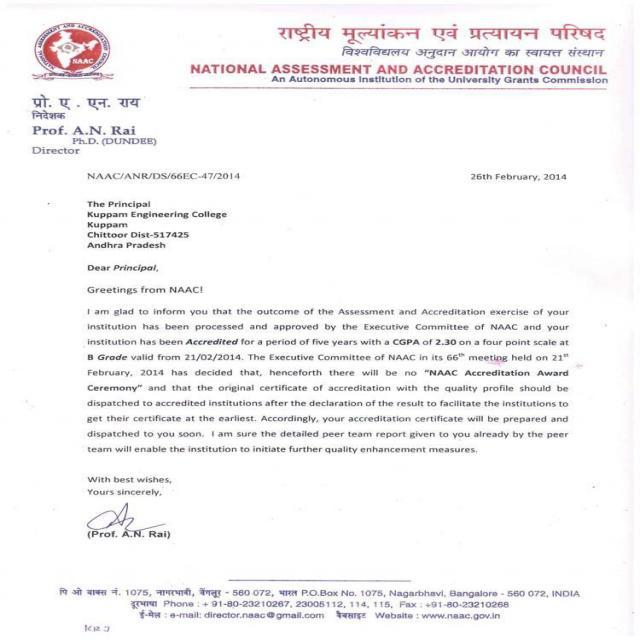 राष्ट्रीय मूल्यांकन एवं प्रत्यायन परिषद
विश्वविद्यालय अनुदान आयोग का स्वायत्त संस्थान
NATIONAL ASSESSMENT AND ACCREDITATION COUNCIL
An Autonomous Institution of the University Grants Commission
NAAC
प्रो. ए . एन. राय
निदेशक
Prof. A.N. Rai
Ph.D. (DUNDEE)
Director
NAAC/ANR/DS/66EC-47/2014 26th February, 2014
The Principal
Kuppam Engineering College
Kuppam
Chittoor Dist-517425
Andhra Pradesh
Dear Principal,
Greetings from NAAC!
I am glad to inform you that the outcome of the Assessment and Accreditation exercise of your
institution has been processed and approved by the Executive Committee of NAAC and your
institution has been Accredited for a period of five years with a CGPA of 2.30 on a four point scale at
B Grade valid from 21/02/2014. The Executive Committee of NAAC in its 66th meeting held on 21st
February, 2014 has decided that, henceforth there will be no “NAAC Accreditation Award
Ceremony” and that the original certificate of accreditation with the quality profile should be
dispatched to accredited institutions after the declaration of the result to facilitate the institutions to
get their certificate at the earliest. Accordingly, your accreditation certificate will be prepared and
dispatched to you soon. I am sure the detailed peer team report given to you already by the peer
team will enable the institution to initiate further quality enhancement measures.
With best wishes,
Yours sincerely,
(Prof. A.N. Rai)
पि ओ बाक्स नं. 1075, नागरभावी, बेंगलूर - 560 072, भारत P.O.Box No. 1075, Nagarbhavi, Bangalore - 560 072, INDIA
दूरभाषा Phone : + 91-80-23210267, 23005112, 114, 115, Fax : +91-80-23210268
ई-मेल : e-mail: director.naac@gmail.com वैबसाइट Website : www.naac.gov.in